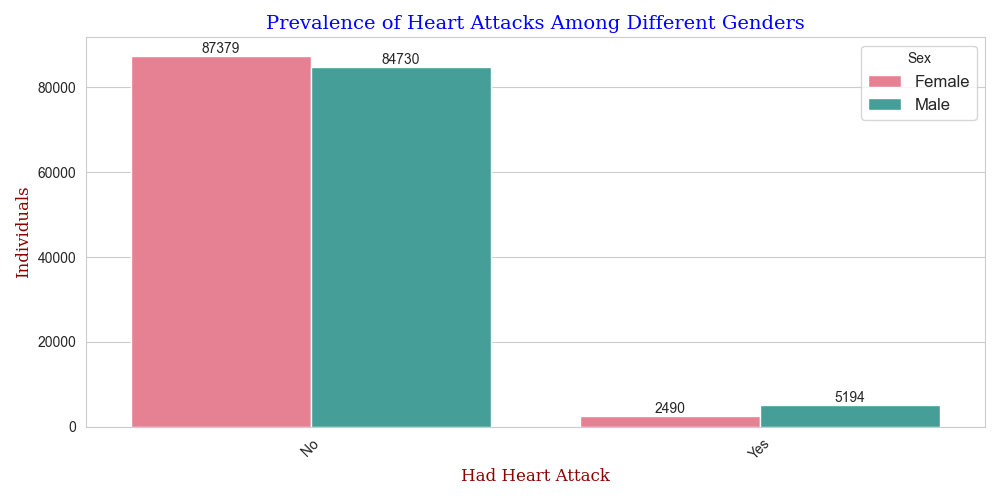 Prevalence of Heart Attacks Among Different Genders
87379
84730
2490
5194
Sex
Female
Male
80000
60000
40000
20000
0
Individuals
No
Yes
Had Heart Attack